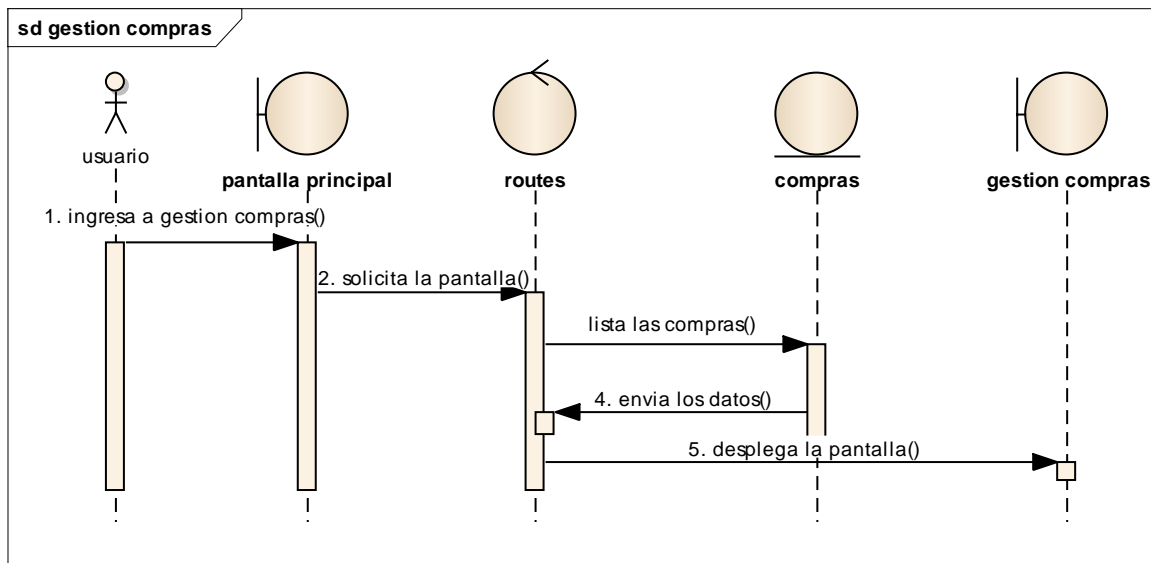 sd gestion compras
usuario
pantalla principal
routes
compras
gestion compras
1. ingresa a gestion compras()
2. solicita la pantalla()
lista las compras()
4. envia los datos()
5. desplega la pantalla()